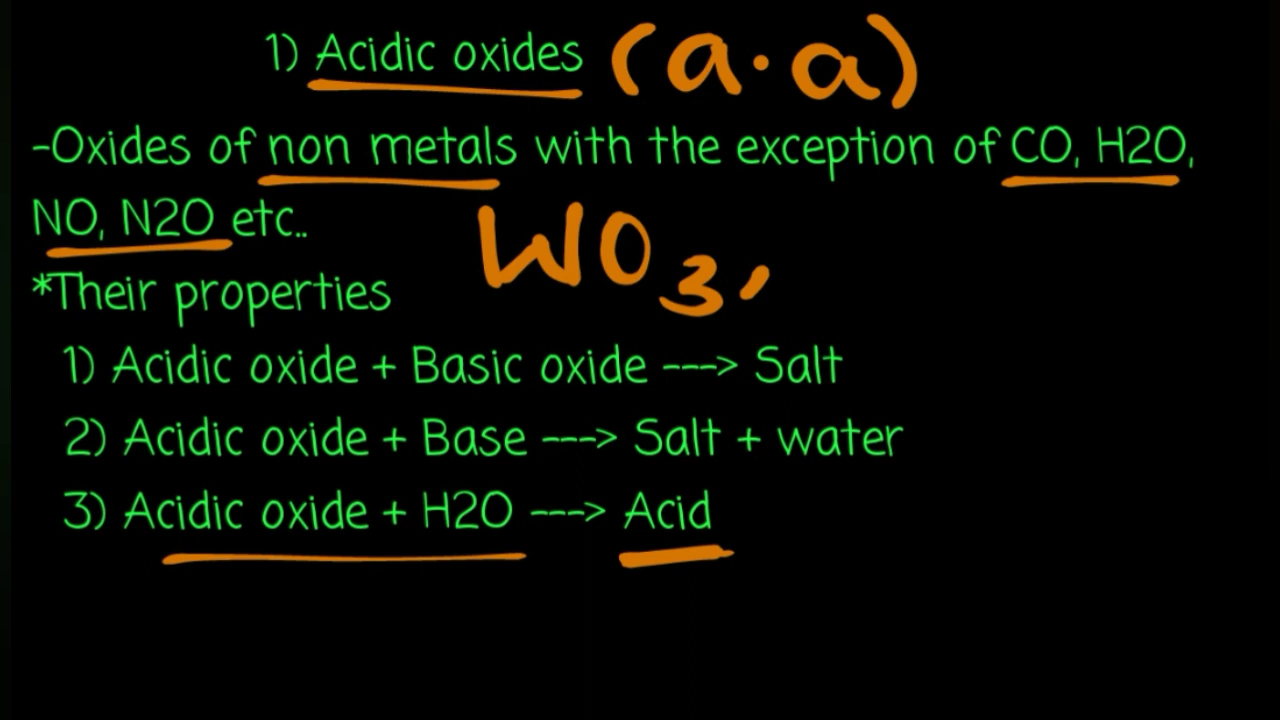 1) Acidic oxides (a.a)
-Oxides of non metals with the exception of CO, H2O,
NO, N2O etc..
WO3,
*Their properties
1) Acidic oxide + Basic oxide ---> Salt
2) Acidic oxide + Base ---> Salt + water
3) Acidic oxide + H2O ---> Acid